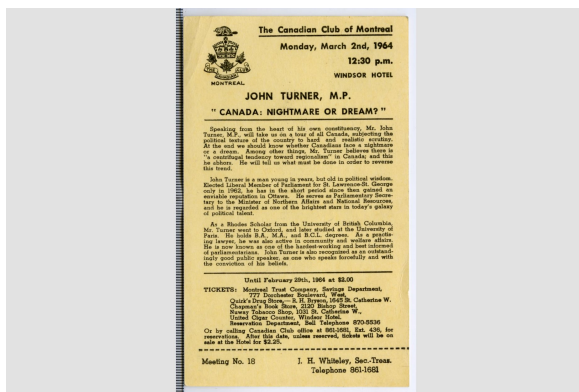 The Canadian Club of Montreal
Monday, March 2nd, 1964
12:30 p.m.
WINDSOR HOTEL
THE CANADIAN CLUB
MONTREAL
JOHN TURNER, M.P.
" CANADA: NIGHTMARE OR DREAM? "
Speaking from the heart of his own constituency, Mr. John
Turner, M.P., will take us on a tour of all Canada, subjecting the
political texture of the country to hard and realistic scrutiny.
At the end we should know whether Canadians face a nightmare
or a dream. Among other things, Mr. Turner believes there is
"a centrifugal tendency toward regionalism" in Canada; and this
he abhors. He will tell us what must be done in order to reverse
this trend.
John Turner is a man young in years, but old in political wisdom.
Elected Liberal Member of Parliament for St. Lawrence-St. George
only in 1962, he has in the short period since then gained an
enviable reputation in Ottawa. He serves as Parliamentary Secre-
tary to the Minister of Northern Affairs and National Resources,
and he is regarded as one of the brightest stars in today's galaxy
of political talent.
As a Rhodes Scholar from the University of British Columbia,
Mr. Turner went to Oxford, and later studied at the University of
Paris. He holds B.A., M.A., and B.C.L. degrees. As a practis-
ing lawyer, he was also active in community and welfare affairs.
He is now known as one of the hardest-working and best informed
of parliamentarians. John Turner is also recognised as an outstand-
ingly good public speaker, as one who speaks forcefully and with
the conviction of his beliefs.
Until February 29th, 1964 at $2.00
TICKETS: Montreal Trust Company, Savings Department,
777 Dorchester Boulevard, West,
Quick's Drug Store,— R. H. Bryson, 1645 St. Catherine W.
Chapman's Book Store, 2120 Bishop Street,
Nuway Tobacco Shop, 1031 St. Catherine W.,
United Cigar Counter, Windsor Hotel.
Reservation Department, Bell Telephone 870-5536
Or by calling Canadian Club office at 861-1681, Ext. 436, for
reservations. After this date, unless reserved, tickets will be on
sale at the Hotel for $2.25.
Meeting No. 18
J. H. Whiteley, Sec.-Treas.
Telephone 861-1681